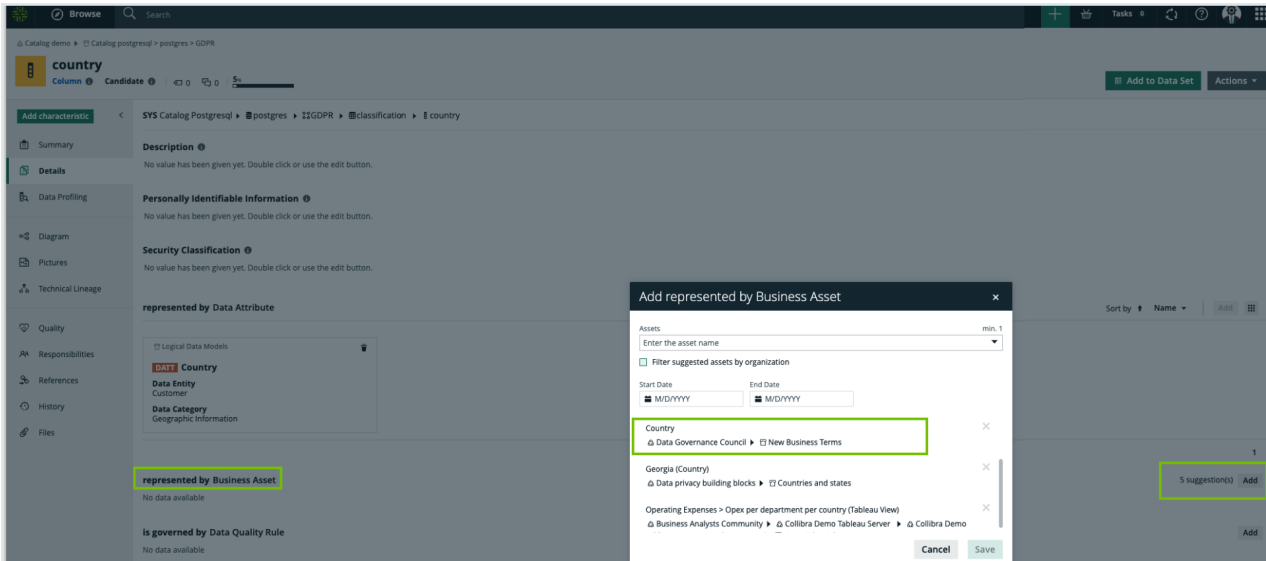 Browse
Search
Tasks 0
Catalog demo Catalog postgresql > postgres > GDPR
country
Column Candidate 0 0 5%
Add to Data Set
Actions
Add characteristic
SYS Catalog Postgresql postgres GDPR classification country
Summary
Details
Data Profiling
Diagram
Pictures
Technical Lineage
Quality
Responsibilities
References
History
Files
Description
No value has been given yet. Double click or use the edit button.
Personally Identifiable Information
No value has been given yet. Double click or use the edit button.
Security Classification
No value has been given yet. Double click or use the edit button.
represented by Data Attribute
Sort by Name
Add
Logical Data Models
DATT Country
Data Entity
Customer
Data Category
Geographic Information
1
represented by Business Asset
5 suggestion(s) Add
No data available
is governed by Data Quality Rule
Add
No data available
Add represented by Business Asset
Assets
min. 1
Enter the asset name
Filter suggested assets by organization
Start Date
End Date
M/D/YYYY
M/D/YYYY
Country
Data Governance Council New Business Terms
Georgia (Country)
Data privacy building blocks Countries and states
Operating Expenses > Opex per department per country (Tableau View)
Business Analysts Community Collibra Demo Tableau Server Collibra Demo
Cancel
Save